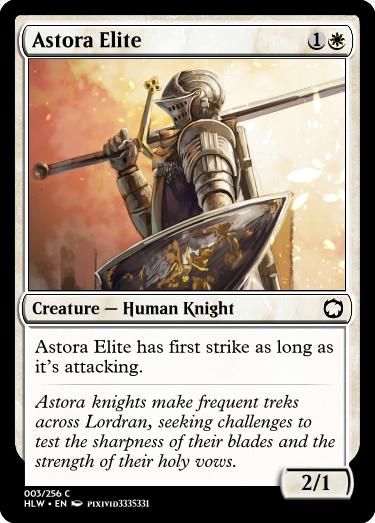 Astora Elite 1
Creature — Human Knight
Astora Elite has first strike as long as
it's attacking.
Astora knights make frequent treks
across Lordran, seeking challenges to
test the sharpness of their blades and the
strength of their holy vows.
2/1
003/256 C
HLW • EN PIXIVID3335331